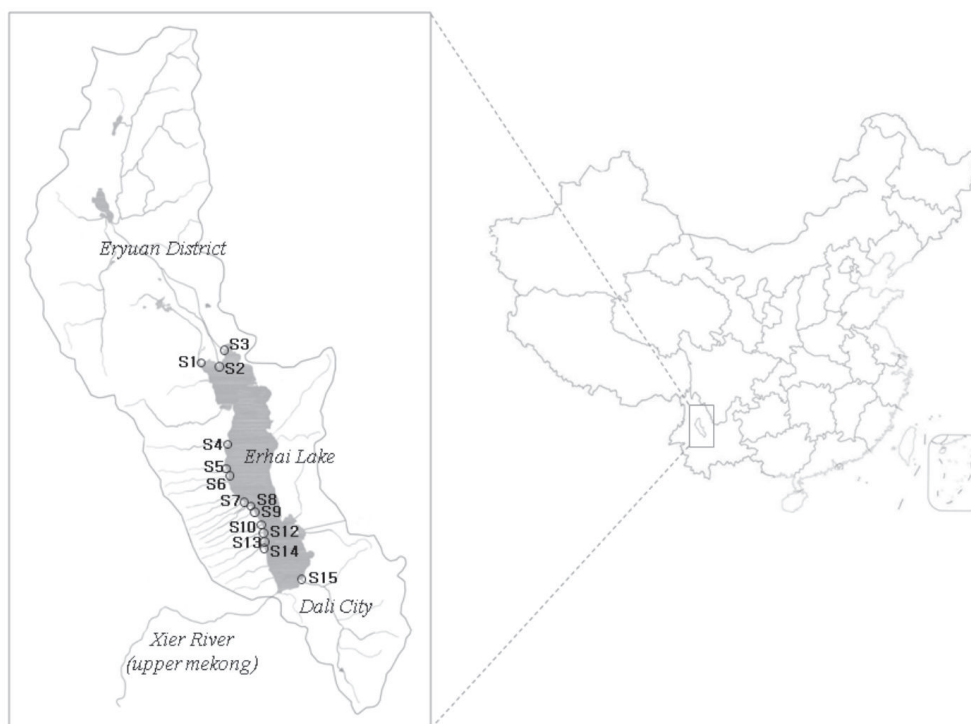 Eryuan District
S3
S1
S2
S4
Erhai Lake
S5
S6
S7
S8
S9
S10
S12
S13
S14
S15
Dali City
Xier River
(upper mekong)